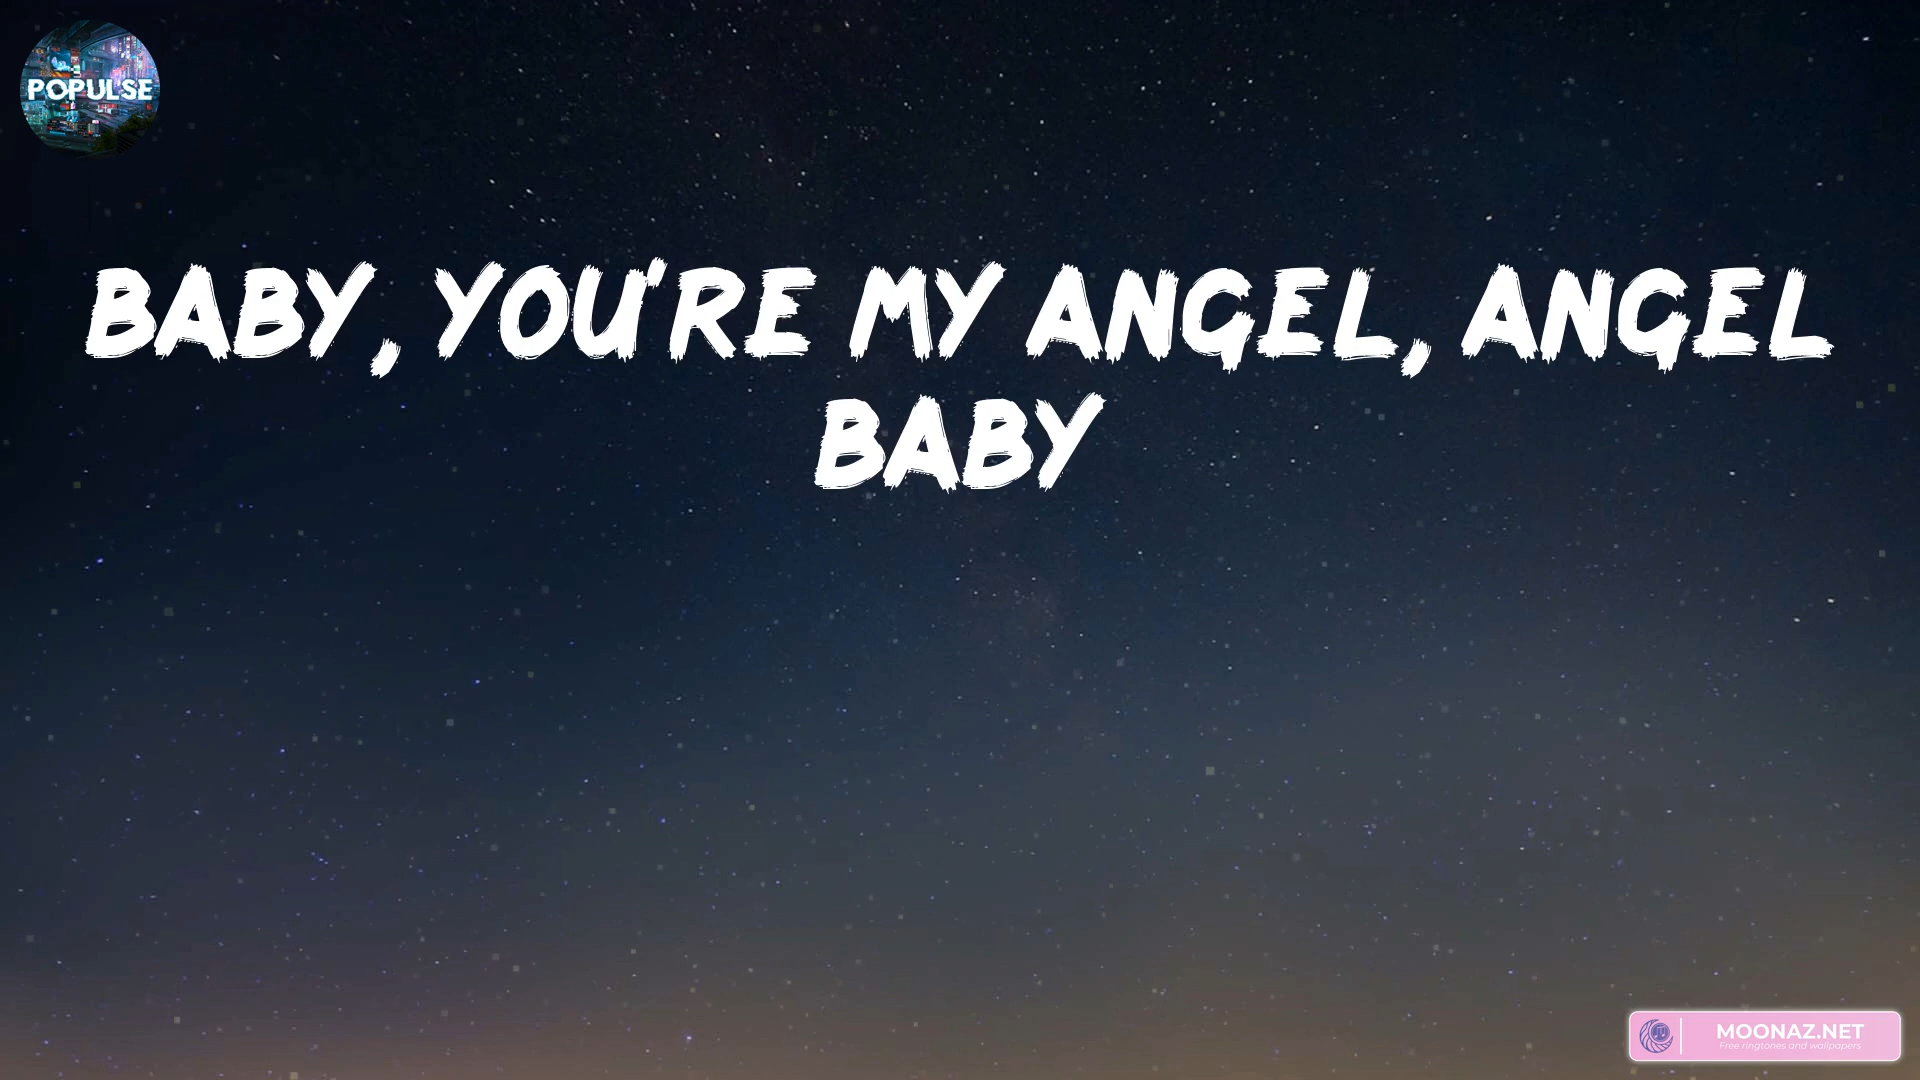 POPULSE
BABY, YOU'RE MY ANGEL, ANGEL
BABY
MOONAZ.NET
Free ringtones and wallpapers